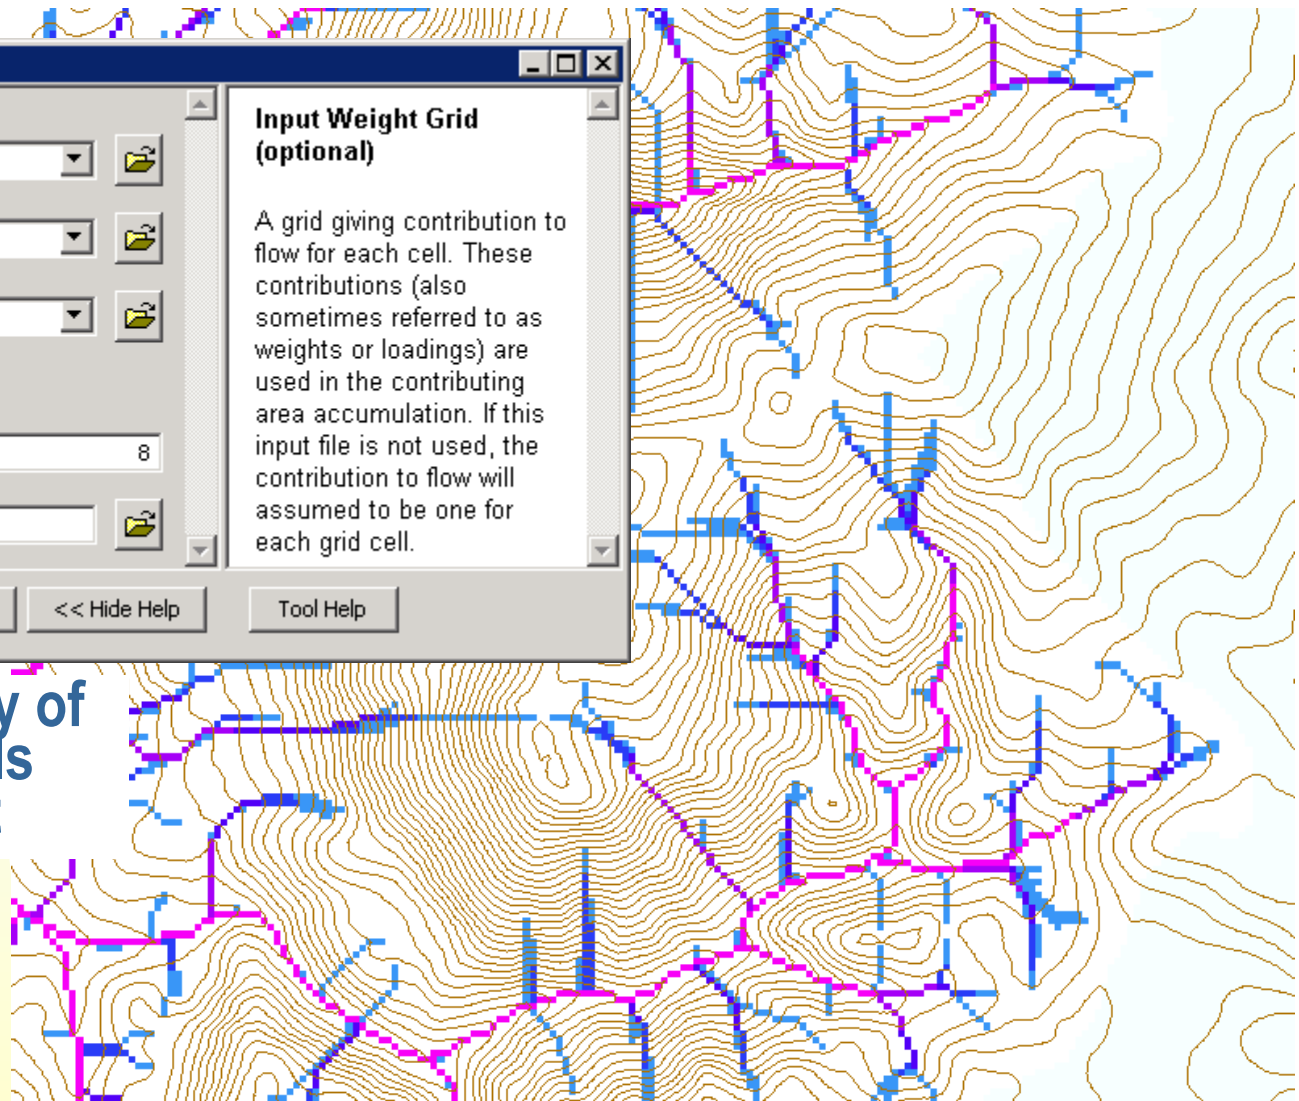 Input Weight Grid
(optional)
A grid giving contribution to
flow for each cell. These
contributions (also
sometimes referred to as
weights or loadings) are
used in the contributing
area accumulation. If this
input file is not used, the
contribution to flow will
assumed to be one for
each grid cell.
8
<< Hide Help
Tool Help
y of
ls